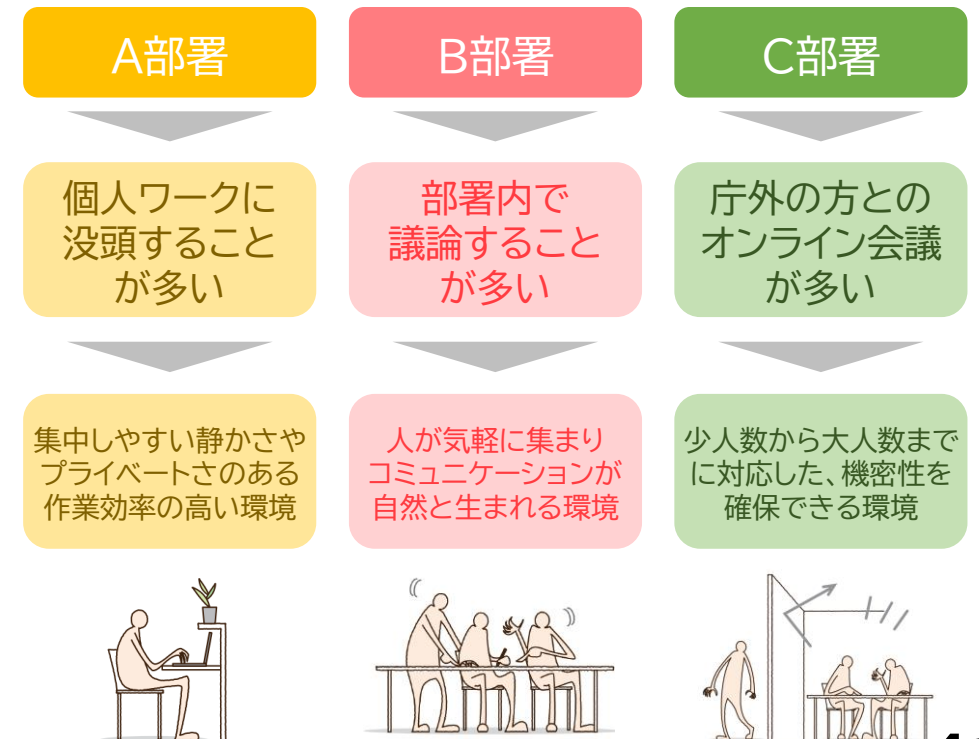 A部署
個人ワークに
没頭すること
が多い
集中しやすい静かさや
プライベートさのある
作業効率の高い環境
B部署
部署内で
議論すること
が多い
人が気軽に集まり
コミュニケーションが
自然と生まれる環境
C部署
庁外の方との
オンライン会議
が多い
少人数から大人数まで
に対応した、機密性を
確保できる環境